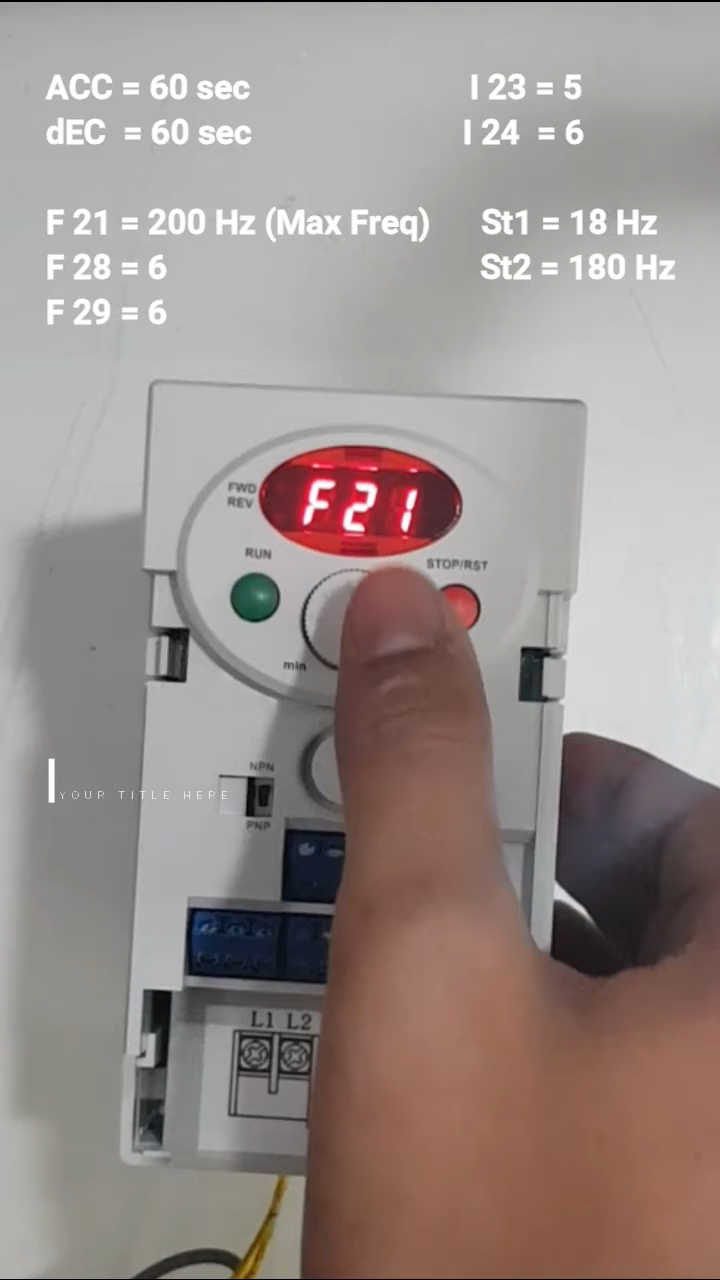 ACC = 60 sec
dEC = 60 sec
I 23 = 5
I 24 = 6
F 21 = 200 Hz (Max Freq)
F 28 = 6
F 29 = 6
St1 = 18 Hz
St2 = 180 Hz
F21
FWD
REV
RUN
STOP/RST
min
NPN
YOUR TITLE HERE
PNP
L1 L2